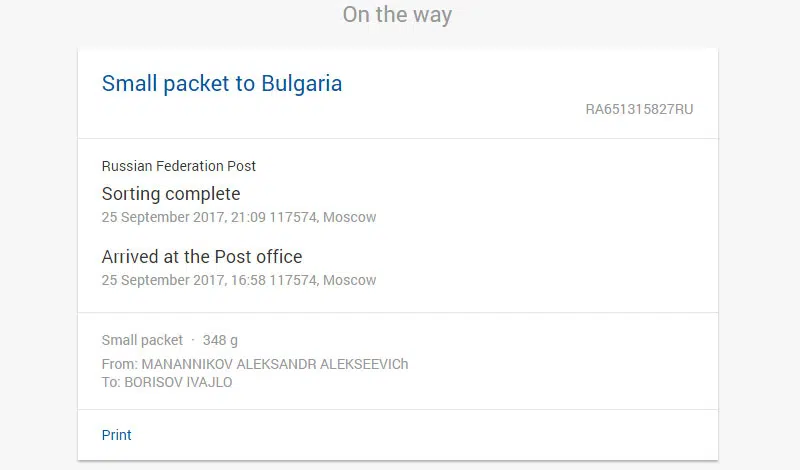 On the way
Small packet to Bulgaria
RA651315827RU
Russian Federation Post
Sorting complete
25 September 2017, 21:09 117574, Moscow
Arrived at the Post office
25 September 2017, 16:58 117574, Moscow
Small packet · 348 g
From: MANANNIKOV ALEKSANDR ALEKSEEVICh
To: BORISOV IVAJLO
Print